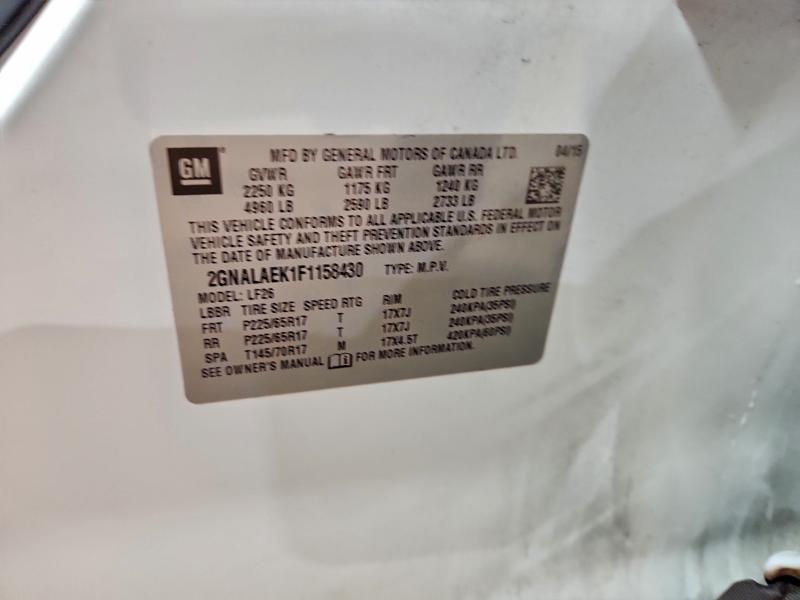 GM MFD BY GENERAL MOTORS OF CANADA LTD. 04/15
GVWR GAWR FRT GAWR RR
2250 KG 1175 KG 1240 KG
4960 LB 2590 LB 2733 LB
THIS VEHICLE CONFORMS TO ALL APPLICABLE U.S. FEDERAL MOTOR
VEHICLE SAFETY AND THEFT PREVENTION STANDARDS IN EFFECT ON
THE DATE OF MANUFACTURE SHOWN ABOVE.
2GNALAEK1F1158430 TYPE: M.P.V.
MODEL: LF26
LBBR TIRE SIZE SPEED RTG RIM COLD TIRE PRESSURE
FRT P225/65R17 T 17X7J 240KPA(35PSI)
RR P225/65R17 T 17X7J 240KPA(35PSI)
SPA T145/70R17 M 17X4.5T 420KPA(60PSI)
SEE OWNER'S MANUAL FOR MORE INFORMATION.